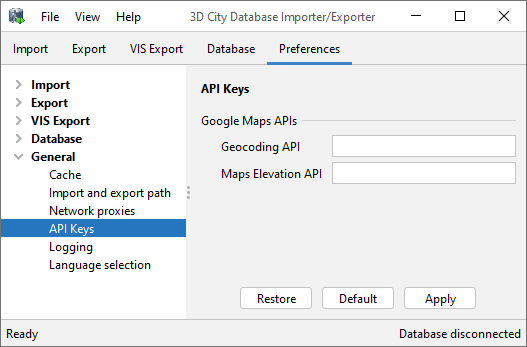 File View Help 3D City Database Importer/Exporter
Import Export VIS Export Database Preferences
Import
Export
VIS Export
Database
General
Cache
Import and export path
Network proxies
API Keys
Logging
Language selection
API Keys
Google Maps APIs
Geocoding API
Maps Elevation API
Restore Default Apply
Ready Database disconnected